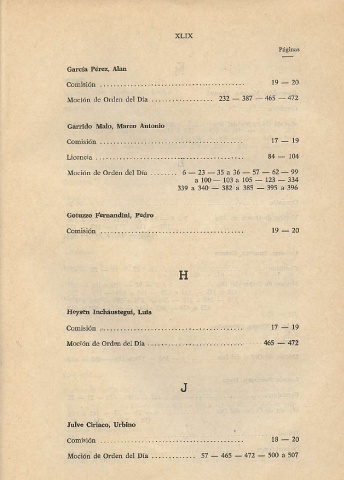 XLIX
Páginas
García Pérez, Alan
Comisión ........................................ 19 — 20
Moción de Orden del Día ................ 232 — 387 — 465 — 472
Garrido Malo, Marco Antonio
Comisión ........................................ 17 — 19
Licencia ........................................ 84 — 104
Moción de Orden del Día ........ 6 — 23 — 35 a 36 — 57 — 62 — 99
a 100 — 103 a 105 — 123 — 334
339 a 340 — 382 a 385 — 395 a 396
Gotuzzo Fernandini, Pedro
Comisión ........................................ 19 — 20
H
Heysen Incháustegui, Luis
Comisión ........................................ 17 — 19
Moción de Orden del Día ........................ 465 — 472
J
Julve Ciriaco, Urbino
Comisión ........................................ 18 — 20
Moción de Orden del Día ............ 57 — 465 — 472 — 500 a 507